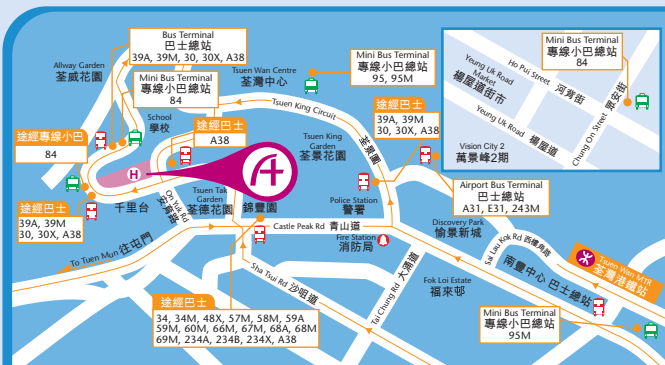 Bus Terminal
巴士總站
39A, 39M, 30, 30X, A38
Allway Garden
荃威花園
Mini Bus Terminal
專線小巴總站
84
Tsuen Wan Centre
荃灣中心
Mini Bus Terminal
專線小巴總站
95, 95M
Mini Bus Terminal
專線小巴總站
84
Yeung Uk Road
Market
楊屋道街市
Ho Pui Street
河背街
Chung On Street 眾安街
Yeung Uk Road
楊屋道
Vision City 2
萬景峰2期
途經專線小巴
84
School
學校
途經巴士
A38
Tsuen King Circuit
荃景圍
途經巴士
39A, 39M
30, 30X, A38
Tsuen King
Garden
荃景花園
H
途經巴士
39A, 39M
30, 30X, A38
千里台
On Yuk Rd
安育路
Tsuen Tak
Garden
荃德花園
錦豐園
Police Station
警署
Airport Bus Terminal
巴士總站
A31, E31, 243M
To Tuen Mun 往屯門
Castle Peak Rd 青山道
Fire Station
消防局
Discovery Park
愉景新城
Sai Lau Kok Rd 西樓角路
Tsuen Wan MTR
荃灣港鐵站
南豐中心 巴士總站
Sha Tsui Rd 沙咀道
Tai Chung Rd 大涌道
Fok Loi Estate
福來邨
途經巴士
34, 34M, 48X, 57M, 58M, 59A
59M, 60M, 66M, 67M, 68A, 68M
69M, 234A, 234B, 234X, A38
Mini Bus Terminal
專線小巴總站
95M